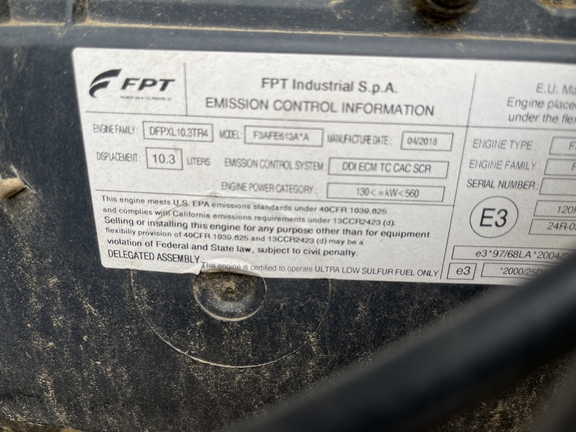 FPT
FPT Industrial S.p.A.
EMISSION CONTROL INFORMATION
ENGINE FAMILY: DFPXL10.3TR4 MODEL F3AFE613A*A MANUFACTURE DATE: 04/2018
DISPLACEMENT: 10.3 LITERS EMISSION CONTROL SYSTEM: DDI ECM TC CAC SCR
ENGINE POWER CATEGORY: 130<=kW<560
This engine meets U.S. EPA emissions standards under 40CFR 1039.625
and complies with California emissions requirements under 13CCR2423 (d).
Selling or installing this engine for any purpose other than for equipment
flexibility provision of 40CFR 1039.625 and 13CCR2423 (d) may be a
violation of Federal and State law, subject to civil penalty.
DELEGATED ASSEMBLY
This engine is certified to operate ULTRA LOW SULFUR FUEL ONLY
E.U. Ma
Engine placed
under the fle
ENGINE TYPE: F
ENGINE FAMILY
SERIAL NUMBER:
E3
120
24R-0
e3*97/68LA*2004/
e3 *2000/25